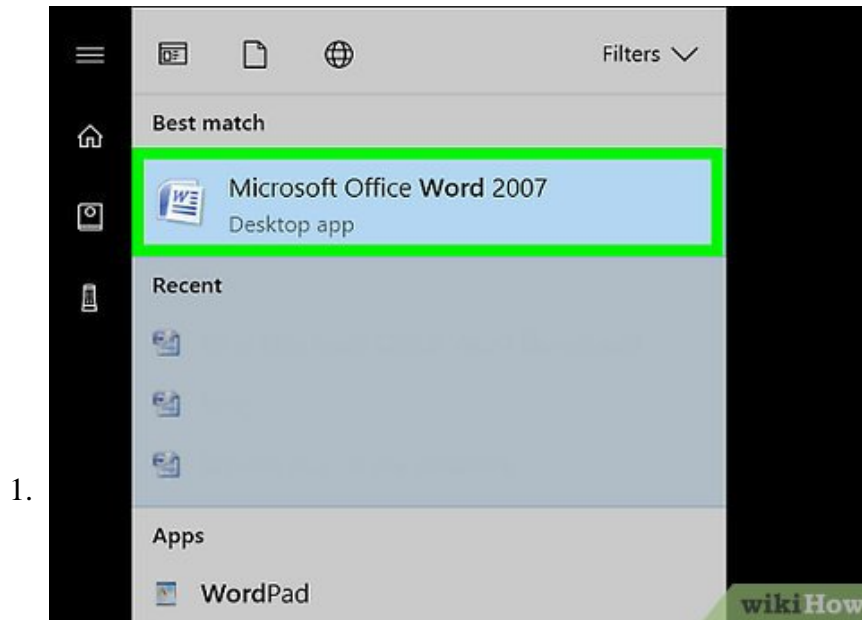 Filters
Best match
Microsoft Office Word 2007
Desktop app
Recent
1.
Apps
WordPad
wikiHow